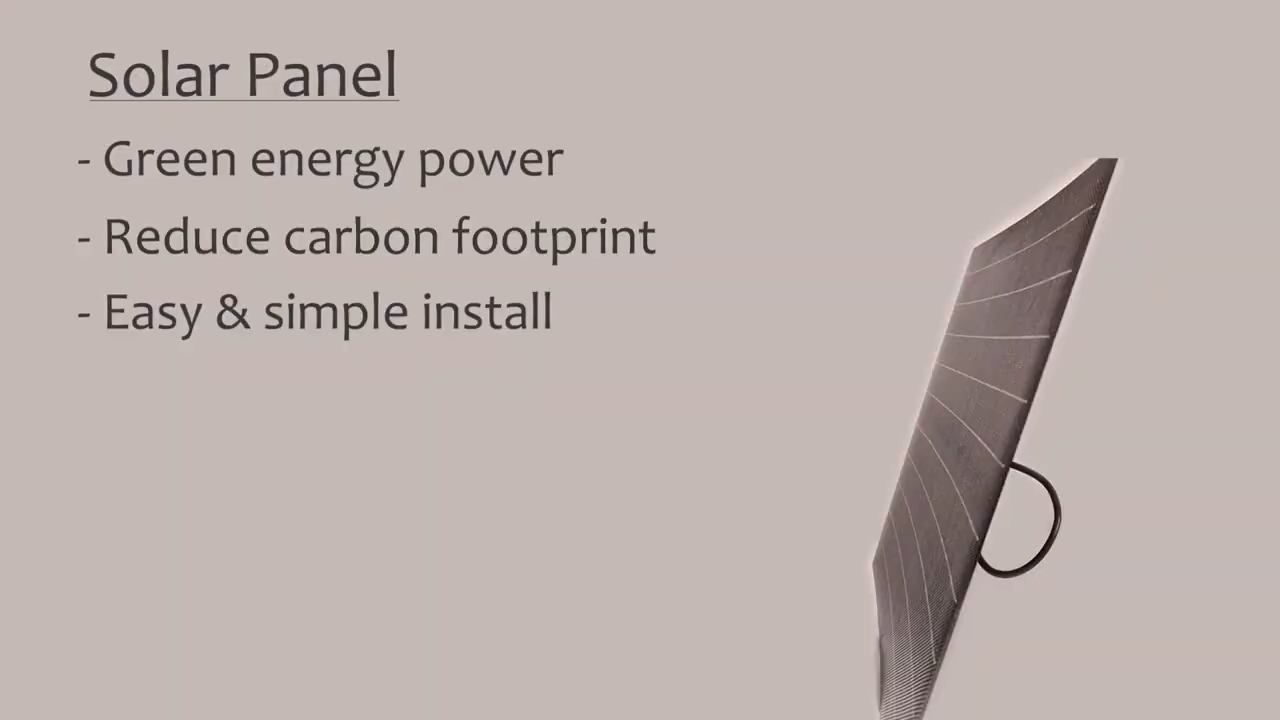 Solar Panel
- Green energy power
- Reduce carbon footprint
- Easy & simple install